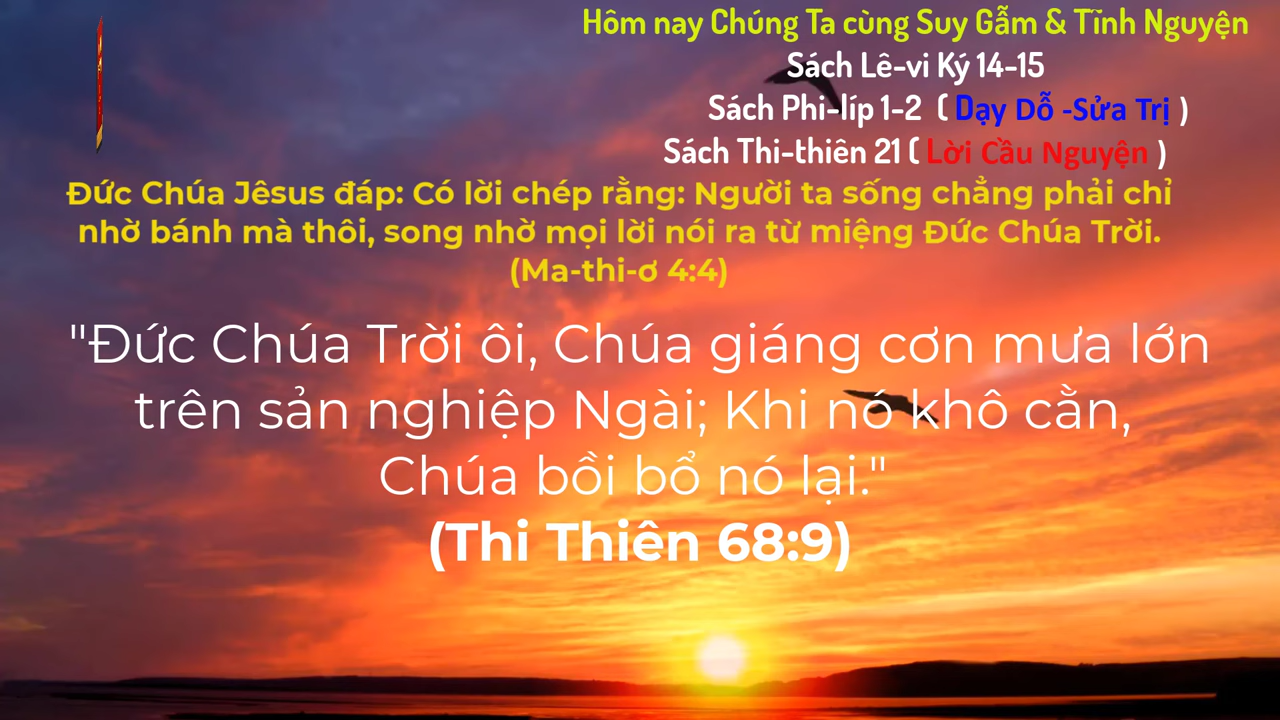 Hôm nay Chúng Ta cùng Suy Gẫm & Tĩnh Nguyện
Sách Lê-vi Ký 14-15
Sách Phi-líp 1-2 ( Dạy Dỗ -Sửa Trị )
Sách Thi-thiên 21 ( Lời Cầu Nguyện )
Đức Chúa Jêsus đáp: Có lời chép rằng: Người ta sống chẳng phải chỉ
nhờ bánh mà thôi, song nhờ mọi lời nói ra từ miệng Đức Chúa Trời.
(Ma-thi-ơ 4:4)
"Đức Chúa Trời ôi, Chúa giáng cơn mưa lớn
trên sản nghiệp Ngài; Khi nó khô cằn,
Chúa bồi bổ nó lại."
(Thi Thiên 68:9)